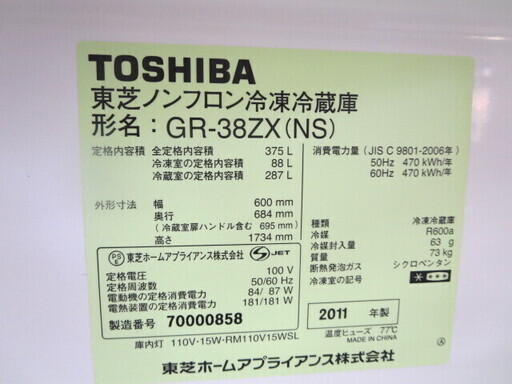 TOSHIBA
東芝ノンフロン冷凍冷蔵庫
形名：GR-38ZX(NS)
定格内容積 全定格内容積 375 L
冷凍室の定格内容積 88 L
冷蔵室の定格内容積 287 L
消費電力量 (JIS C 9801-2006年)
50Hz 470 kWh/年
60Hz 470 kWh/年
外形寸法 幅 600 mm
奥行 684 mm
(冷蔵室扉ハンドル含む 695 mm)
高さ 1734 mm
種類 冷凍冷蔵庫
冷媒 R600a
冷媒封入量 63 g
質量 73 kg
断熱発泡ガス シクロペンタン
冷凍室の記号
PS
E
東芝ホームアプライアンス株式会社
JET
定格電圧 100 V
定格周波数 50/60 Hz
電動機の定格消費電力 84/ 87 W
電熱装置の定格消費電力 181/181 W
製造番号 70000858
2011 年製
庫内灯 110V･15W･RM110V15WSL
温度ヒューズ 77℃
MADE IN CHINA
A
東芝ホームアプライアンス株式会社